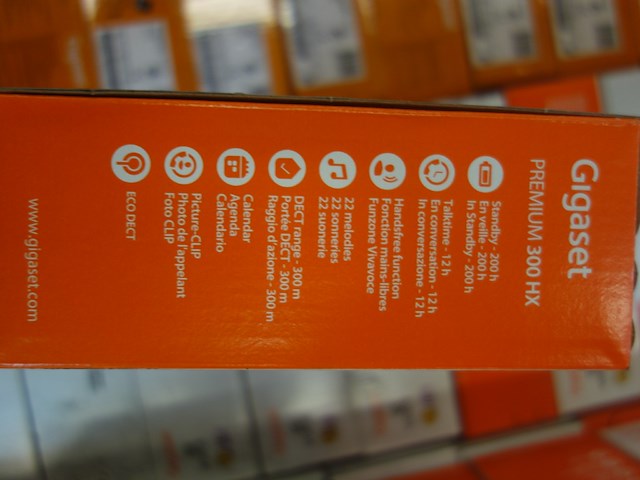 Gigaset
PREMIUM 300 HX
Standby - 200 h
En veille - 200 h
In Standby - 200 h
Talktime - 12 h
En conversation - 12 h
In conversazione - 12 h
Handsfree function
Fonction mains-libres
Funzone Vivavoce
22 melodies
22 sonneries
22 suonerie
DECT range - 300 m
Portée DECT - 300 m
Raggio d'azione - 300 m
Calendar
Agenda
Calendario
Picture-CLIP
Photo de l'appelant
Foto CLIP
ECO DECT
www.gigaset.com